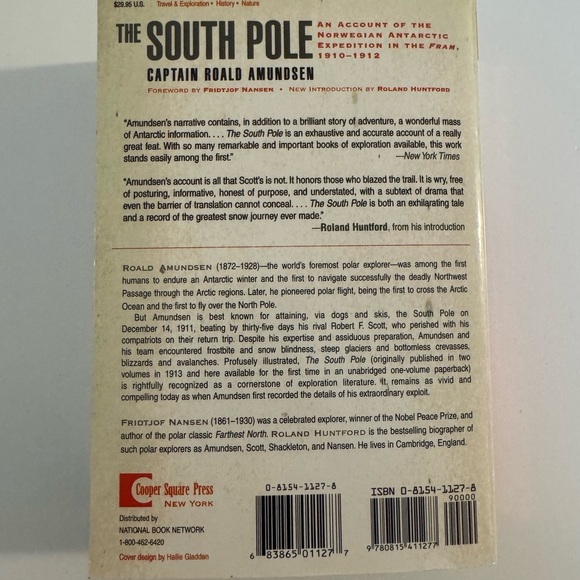 $29.95 U.S. Travel & Exploration • History • Nature
THE SOUTH POLE
AN ACCOUNT OF THE
NORWEGIAN ANTARCTIC
EXPEDITION IN THE FRAM,
1910–1912
CAPTAIN ROALD AMUNDSEN
FOREWORD BY FRIDTJOF NANSEN • NEW INTRODUCTION BY ROLAND HUNTFORD
"Amundsen's narrative contains, in addition to a brilliant story of adventure, a wonderful mass
of Antarctic information. . . . The South Pole is an exhaustive and accurate account of a really
great feat. With so many remarkable and important books of exploration available, this work
stands easily among the first."
—New York Times
"Amundsen's account is all that Scott's is not. It honors those who blazed the trail. It is wry, free
of posturing, informative, honest of purpose, and understated, with a subtext of drama that
even the barrier of translation cannot conceal. . . . The South Pole is both an exhilarating tale
and a record of the greatest snow journey ever made."
—Roland Huntford, from his introduction
ROALD AMUNDSEN (1872–1928)—the world's foremost polar explorer—was among the first
humans to endure an Antarctic winter and the first to navigate successfully the deadly Northwest
Passage through the Arctic regions. Later, he pioneered polar flight, being the first to cross the Arctic
Ocean and the first to fly over the North Pole.
But Amundsen is best known for attaining, via dogs and skis, the South Pole on
December 14, 1911, beating by thirty-five days his rival Robert F. Scott, who perished with his
compatriots on their return trip. Despite his expertise and assiduous preparation, Amundsen and
his team encountered frostbite and snow blindness, steep glaciers and bottomless crevasses,
blizzards and avalanches. Profusely illustrated, The South Pole (originally published in two
volumes in 1913 and here available for the first time in an unabridged one-volume paperback)
is rightfully recognized as a cornerstone of exploration literature. It remains as vivid and
compelling today as when Amundsen first recorded the details of his extraordinary exploit.
FRIDTJOF NANSEN (1861–1930) was a celebrated explorer, winner of the Nobel Peace Prize, and
author of the polar classic Farthest North. ROLAND HUNTFORD is the bestselling biographer of
such polar explorers as Amundsen, Scott, Shackleton, and Nansen. He lives in Cambridge, England.
Cooper Square Press
NEW YORK
Distributed by
NATIONAL BOOK NETWORK
1-800-462-6420
Cover design by Hallie Gladden
0-8154-1127-8
6 83865 01127 7
ISBN 0-8154-1127-8
90000
9 780815 411277